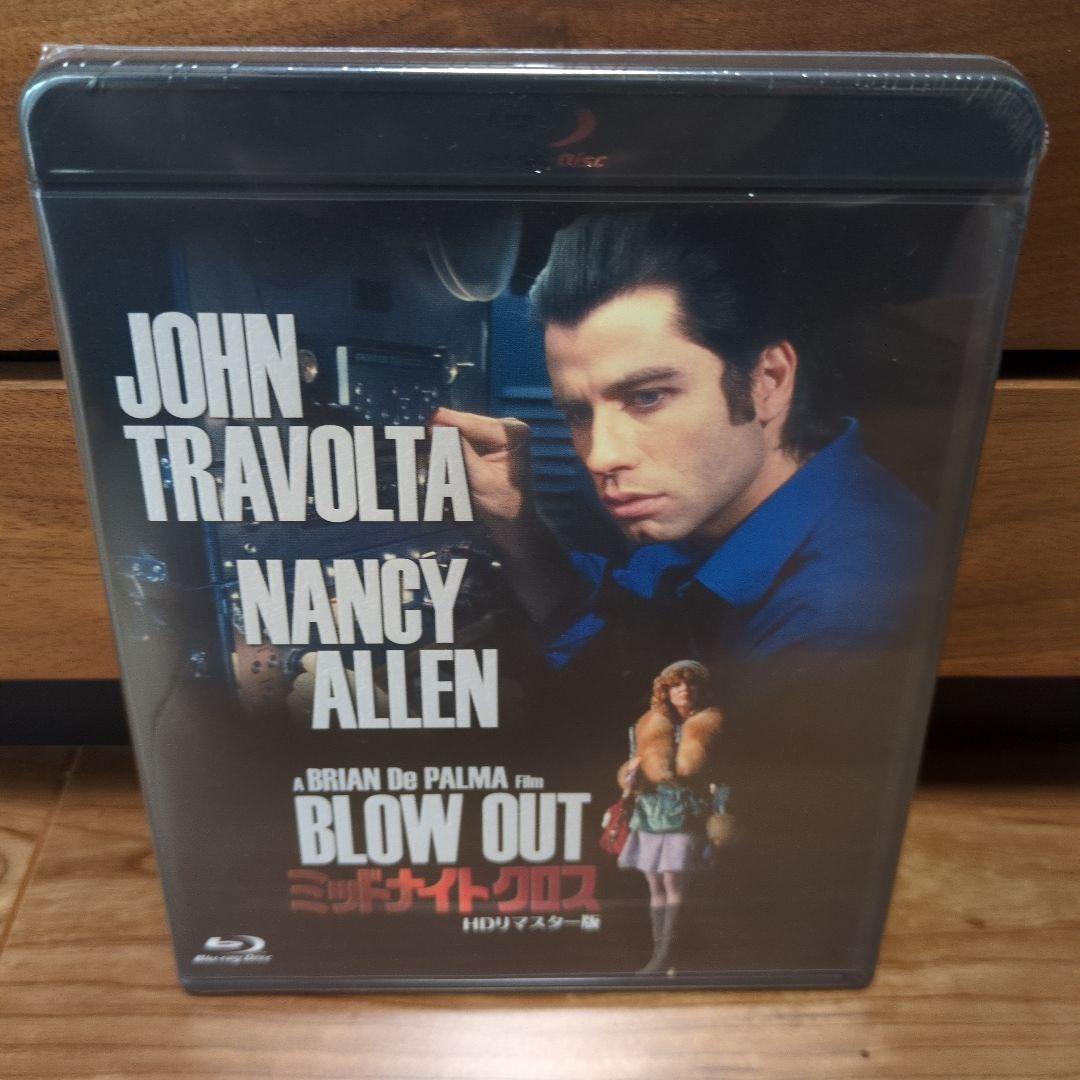 Disc
JOHN
TRAVOLTA
NANCY
ALLEN
A BRIAN De PALMA Film
BLOW OUT
ミッドナイトクロス
HDリマスター版
Blu-ray Disc